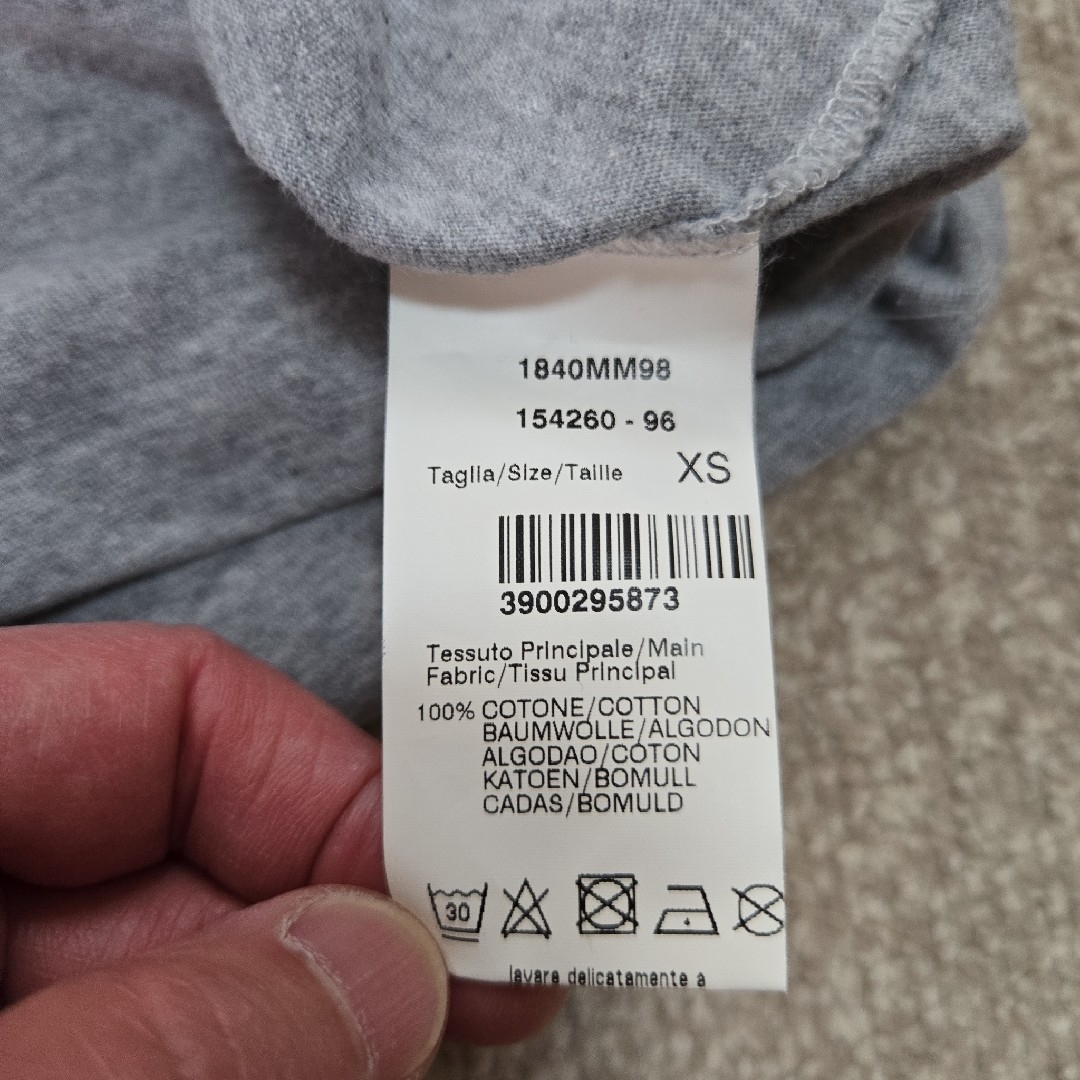 1840MM98
154260 - 96
Taglia/Size/Taille XS
3900295873
Tessuto Principale/Main
Fabric/Tissu Principal
100% COTONE/COTTON
BAUMWOLLE/ALGODON
ALGODAO/COTON
KATOEN/BOMULL
CADAS/BOMULD
30
lavare delicatamente a